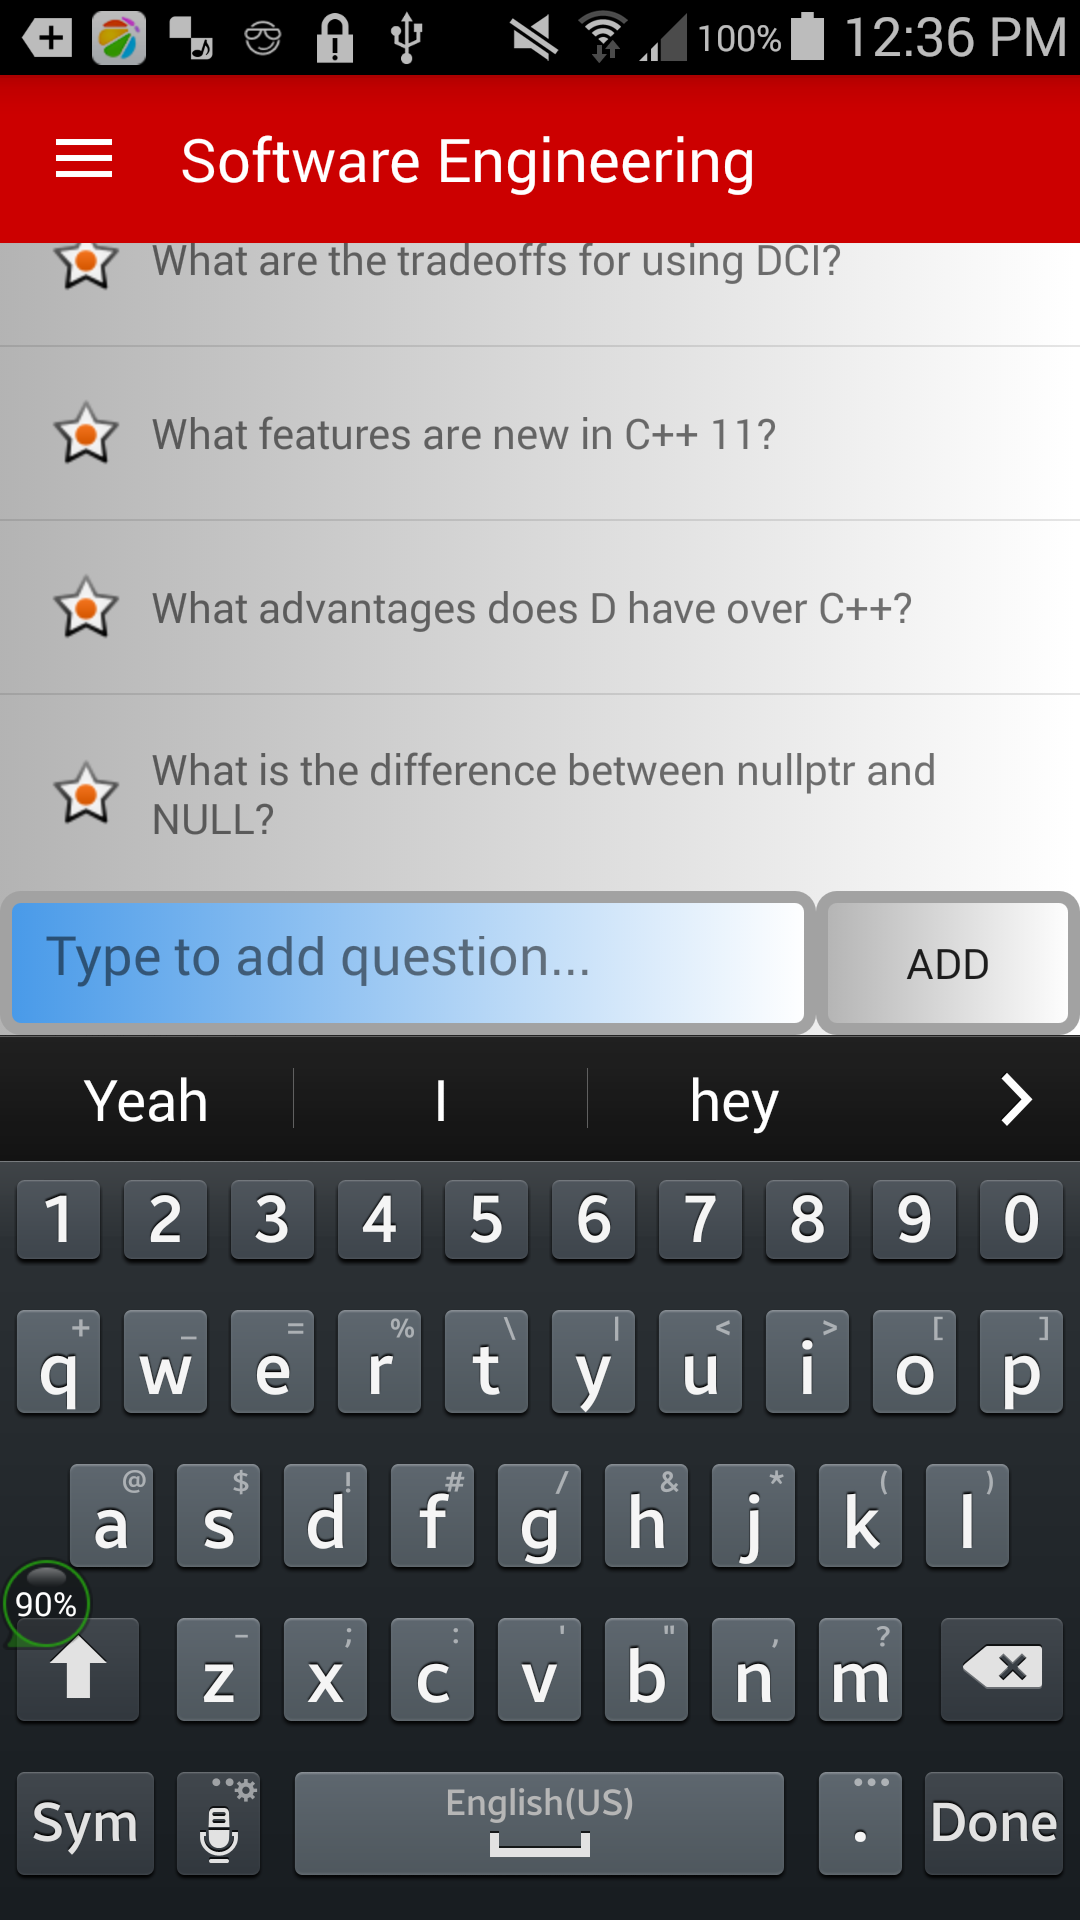 100% 12:36 PM
Software Engineering
What are the tradeoffs for using DCI?
What features are new in C++ 11?
What advantages does D have over C++?
What is the difference between nullptr and
NULL?
Type to add question...
ADD
Yeah I hey
1 2 3 4 5 6 7 8 9 0
+ _ = % \ | < > [ ]
q w e r t y u i o p
@ $ ! # / & * ( )
a s d f g h j k l
90%
- ; : ' " , ?
z x c v b n m
English(US)
Sym . Done